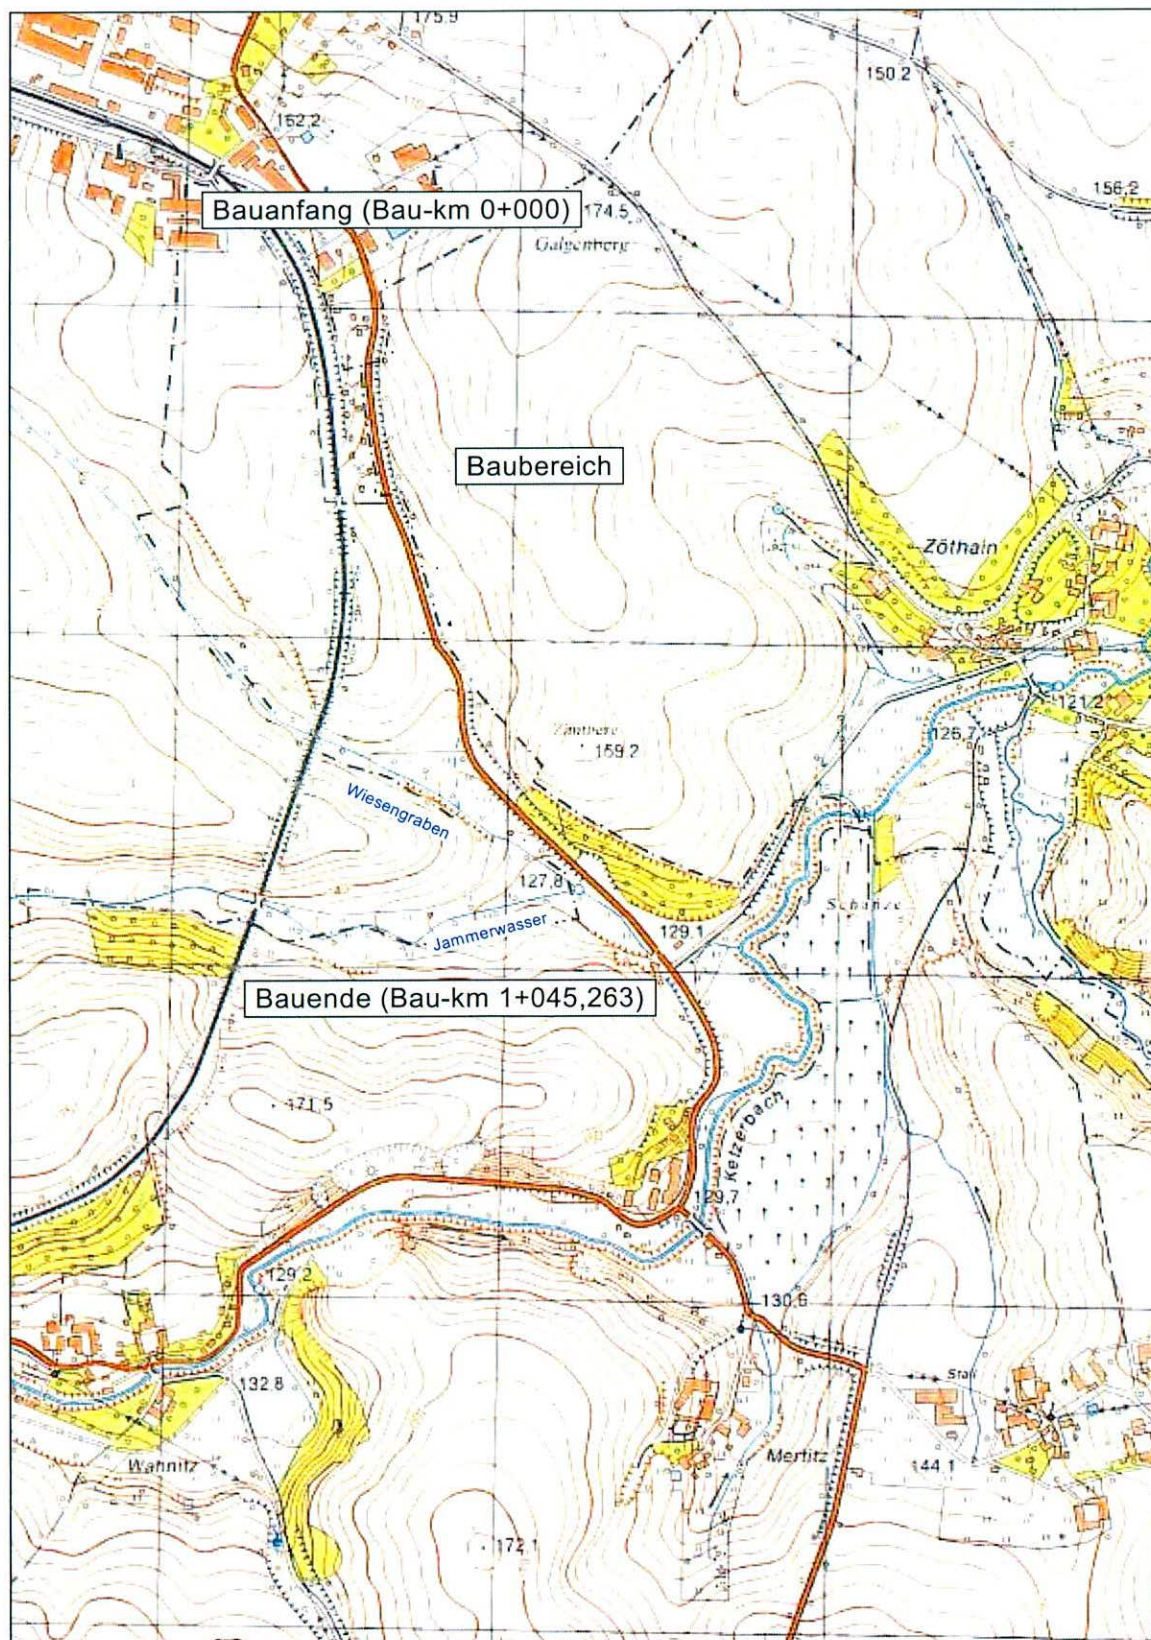 175.9
150.2
152.2
156.2
Bauanfang (Bau-km 0+000)
174.5
Galgenberg
Baubereich
Zöthain
121.2
126.7
159.2
Wiesengraben
127.8
Schanze
129.1
Jammerwasser
Bauende (Bau-km 1+045,263)
171.5
Ketzerbach
129.7
129.2
130.6
132.8
Stall
Wahnitz
Mertitz
144.1
172.1